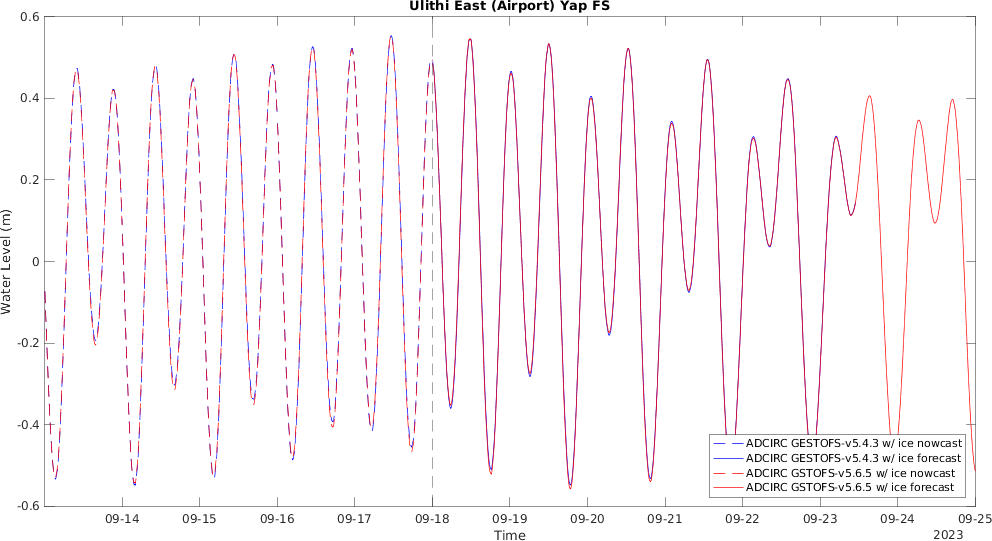 Ulithi East (Airport) Yap FS
0.6
0.4
0.2
0
-0.2
-0.4
-0.6
Water Level (m)
ADCIRC GESTOFS-v5.4.3 w/ ice nowcast
ADCIRC GESTOFS-v5.4.3 w/ ice forecast
ADCIRC GSTOFS-v5.6.5 w/ ice nowcast
ADCIRC GSTOFS-v5.6.5 w/ ice forecast
09-14 09-15 09-16 09-17 09-18 09-19 09-20 09-21 09-22 09-23 09-24 09-25
Time
2023